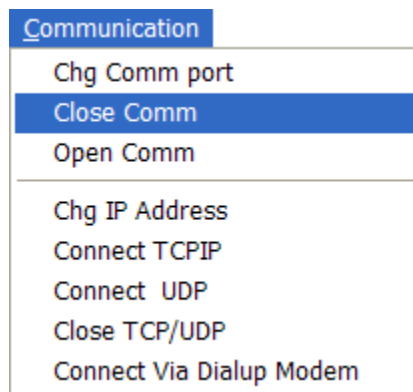 Communication
Chg Comm port
Close Comm
Open Comm
Chg IP Address
Connect TCPIP
Connect  UDP
Close TCP/UDP
Connect Via Dialup Modem